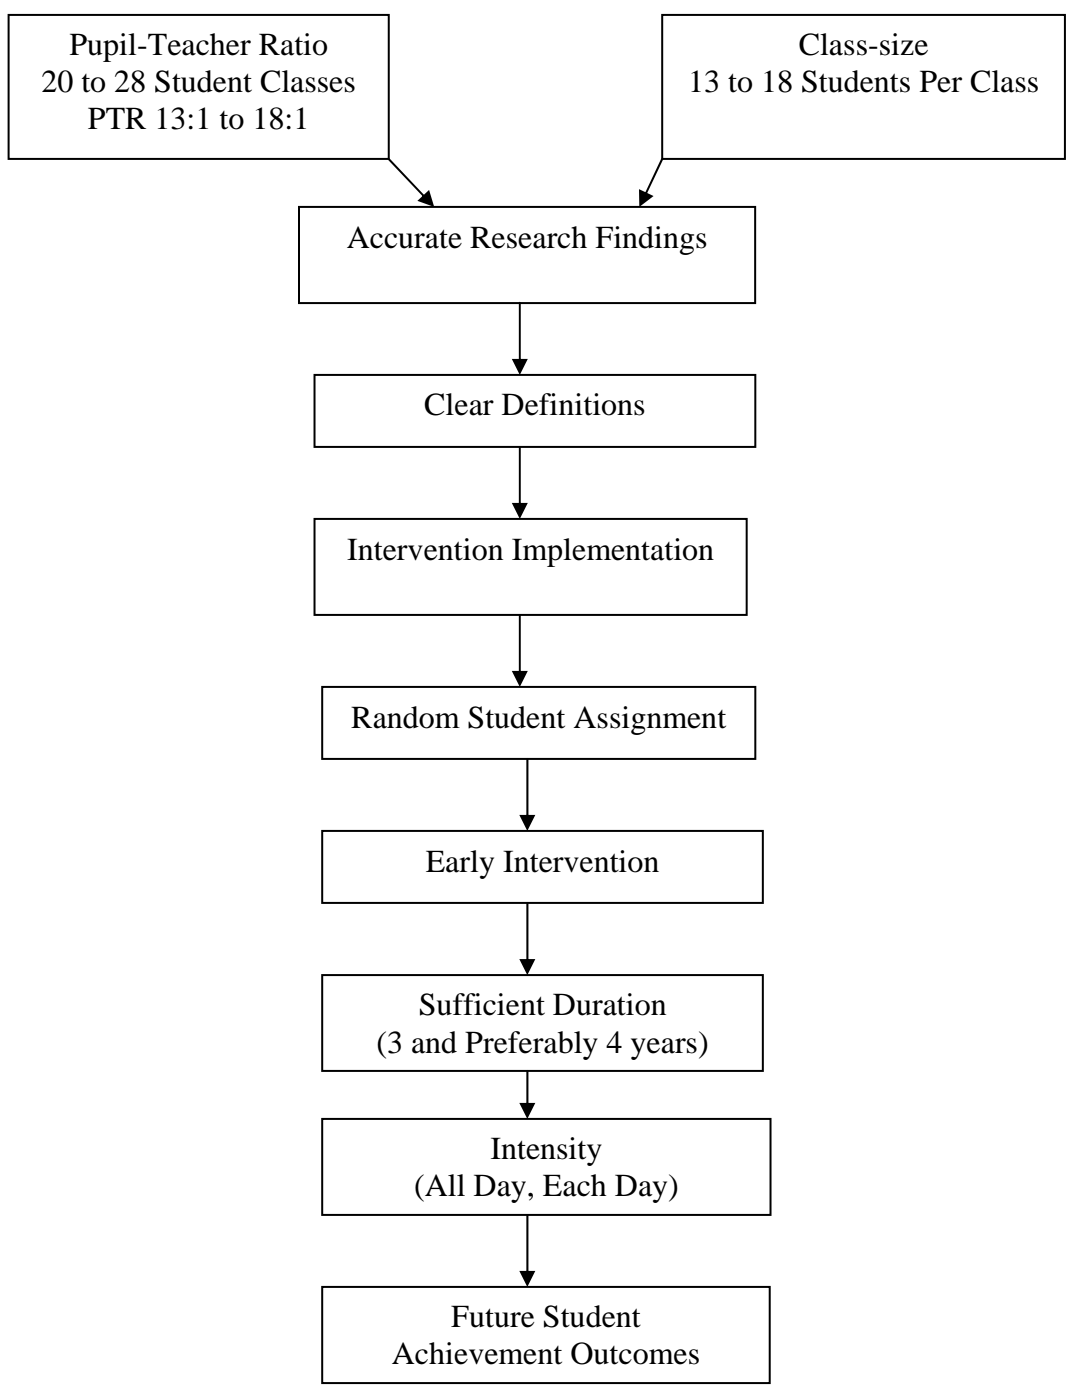 Pupil-Teacher Ratio
20 to 28 Student Classes
PTR 13:1 to 18:1
Class-size
13 to 18 Students Per Class
Accurate Research Findings
Clear Definitions
Intervention Implementation
Random Student Assignment
Early Intervention
Sufficient Duration
(3 and Preferably 4 years)
Intensity
(All Day, Each Day)
Future Student
Achievement Outcomes